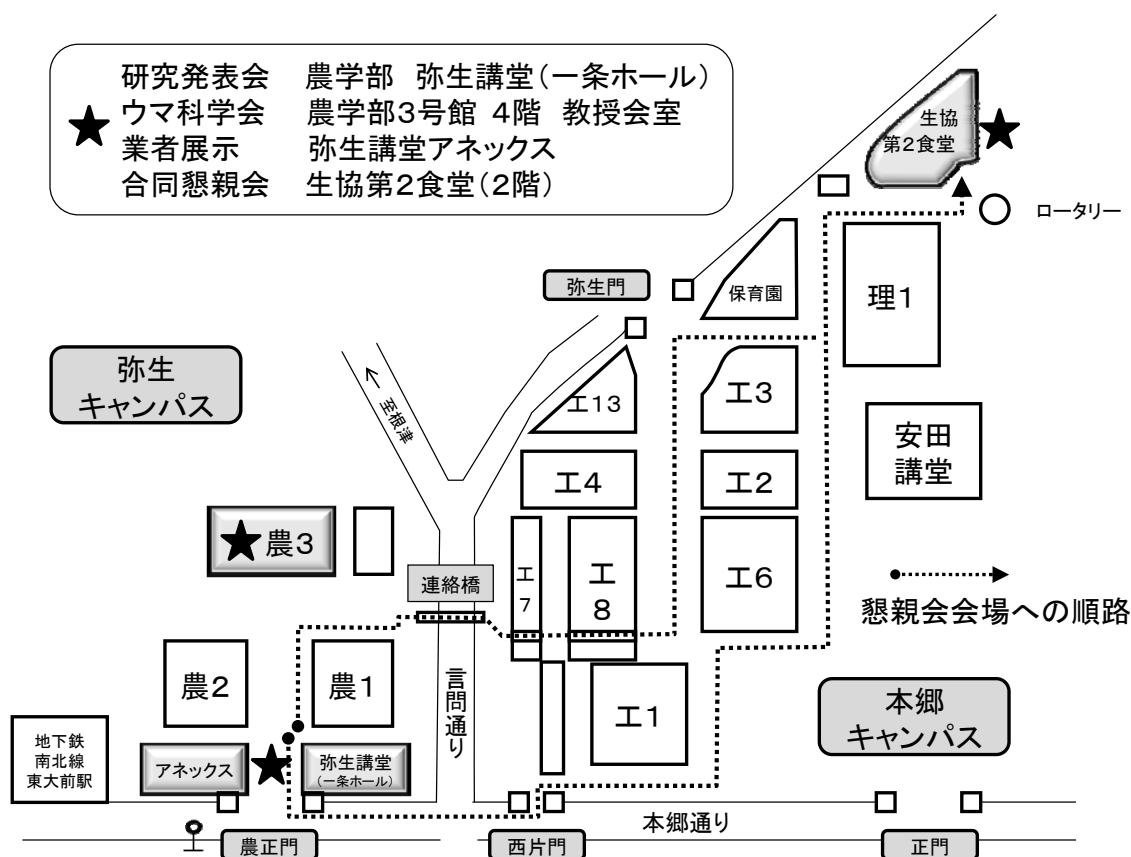 研究発表会　農学部　弥生講堂（一条ホール）
ウマ科学会　農学部3号館　4階　教授会室
業者展示　弥生講堂アネックス
合同懇親会　生協第2食堂（2階）
生協
第2食堂
ロータリー
弥生門
保育園
理1
弥生
キャンパス
←至根津
工13
工3
安田
講堂
工4
工2
農3
連絡橋
工7
工8
工6
懇親会会場への順路
農2
農1
言問通り
工1
本郷
キャンパス
地下鉄
南北線
東大前駅
アネックス
弥生講堂
（一条ホール）
本郷通り
農正門
西片門
正門